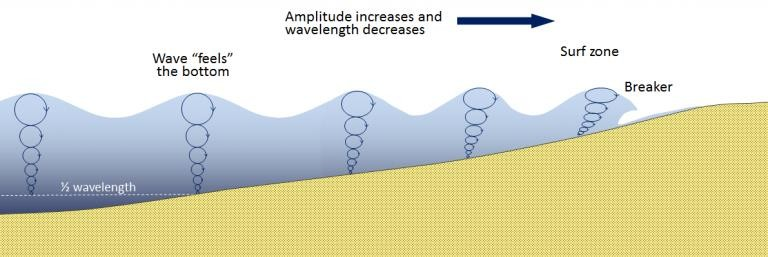 Amplitude increases and
wavelength decreases
Surf zone
Wave “feels”
the bottom
Breaker
½ wavelength